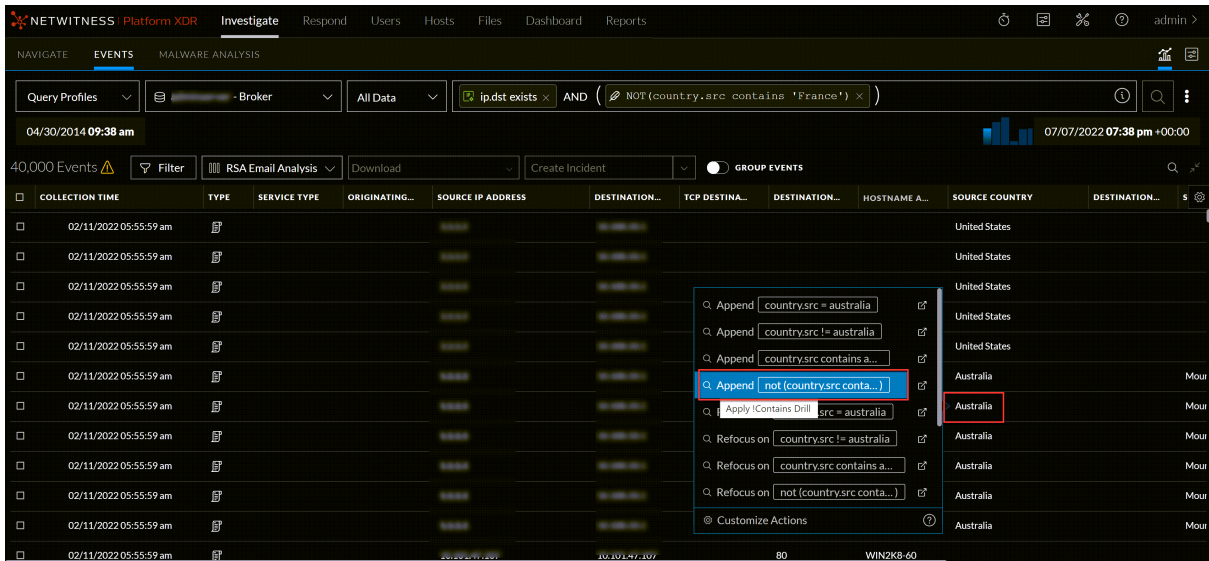 NETWITNESS | Platform XDR Investigate Respond Users Hosts Files Dashboard Reports admin >
NAVIGATE EVENTS MALWARE ANALYSIS
Query Profiles - Broker All Data ip.dst exists × AND ( NOT(country.src contains 'France') × )
04/30/2014 09:38 am 07/07/2022 07:38 pm +00:00
40,000 Events Filter RSA Email Analysis Download Create Incident GROUP EVENTS
COLLECTION TIME TYPE SERVICE TYPE ORIGINATING... SOURCE IP ADDRESS DESTINATION... TCP DESTINA... DESTINATION... HOSTNAME A... SOURCE COUNTRY DESTINATION... S
02/11/2022 05:55:59 am United States
02/11/2022 05:55:59 am United States
02/11/2022 05:55:59 am United States
02/11/2022 05:55:59 am United States
02/11/2022 05:55:59 am United States
02/11/2022 05:55:59 am Australia Mour
02/11/2022 05:55:59 am Australia Mour
02/11/2022 05:55:59 am Australia Mour
02/11/2022 05:55:59 am Australia Mour
02/11/2022 05:55:59 am Australia Mour
02/11/2022 05:55:59 am Australia Mour
02/11/2022 05:55:59 am 10.101.47.107 80 WIN2K8-60
Append country.src = australia
Append country.src != australia
Append country.src contains a...
Append not (country.src conta...)
Apply !Contains Drill
src = australia
Refocus on country.src != australia
Refocus on country.src contains a...
Refocus on not (country.src conta...)
Customize Actions